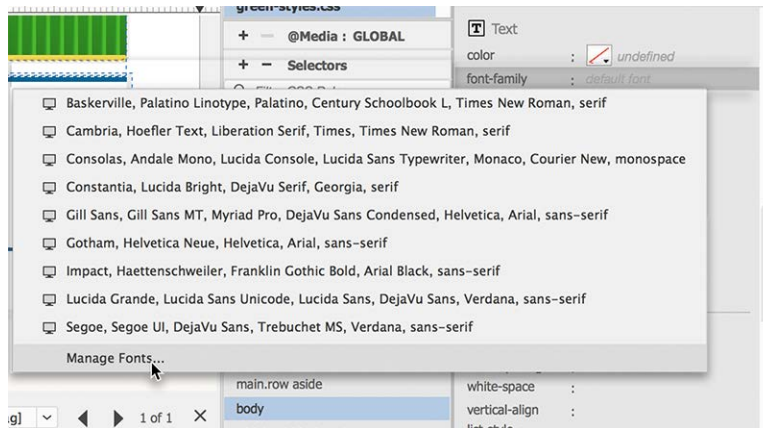 green-styles.css
+ — @Media : GLOBAL
+ — Selectors
T Text
color : undefined
font-family : default font
Baskerville, Palatino Linotype, Palatino, Century Schoolbook L, Times New Roman, serif
Cambria, Hoefler Text, Liberation Serif, Times, Times New Roman, serif
Consolas, Andale Mono, Lucida Console, Lucida Sans Typewriter, Monaco, Courier New, monospace
Constantia, Lucida Bright, DejaVu Serif, Georgia, serif
Gill Sans, Gill Sans MT, Myriad Pro, DejaVu Sans Condensed, Helvetica, Arial, sans-serif
Gotham, Helvetica Neue, Helvetica, Arial, sans-serif
Impact, Haettenschweiler, Franklin Gothic Bold, Arial Black, sans-serif
Lucida Grande, Lucida Sans Unicode, Lucida Sans, DejaVu Sans, Verdana, sans-serif
Segoe, Segoe UI, DejaVu Sans, Trebuchet MS, Verdana, sans-serif
Manage Fonts...
main.row aside
body
white-space :
vertical-align :
1 of 1